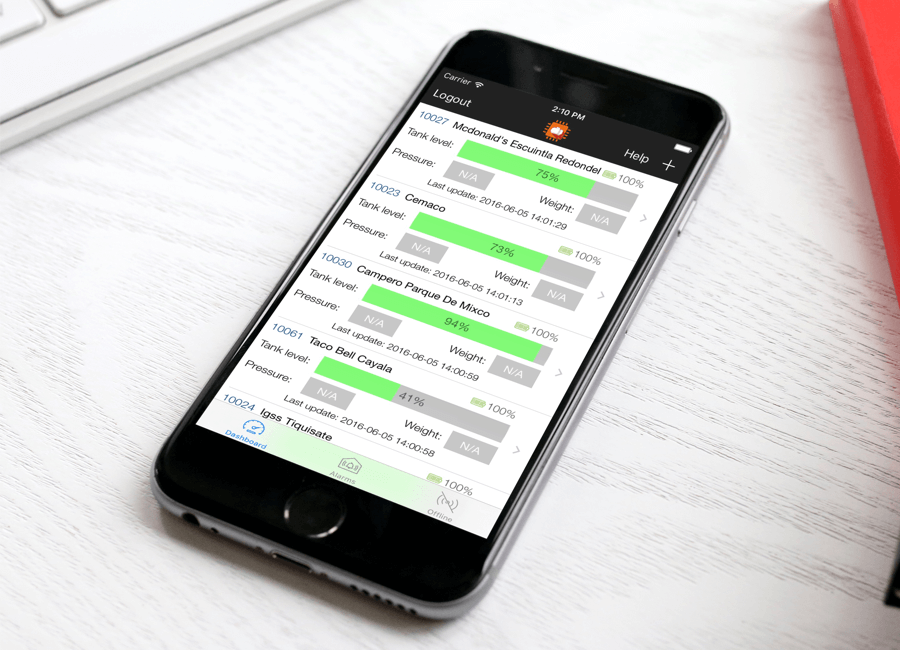 Carrier 2:10 PM
Logout Help +
10027 Mcdonald's Escuintla Redondel 100%
Tank level: 75%
Pressure: N/A Weight: N/A
Last update: 2016-06-05 14:01:29
10023 Cemaco 100%
Tank level: 73%
Pressure: N/A Weight: N/A
Last update: 2016-06-05 14:01:13
10030 Campero Parque De Mixco 100%
Tank level: 94%
Pressure: N/A Weight: N/A
Last update: 2016-06-05 14:00:59
10061 Taco Bell Cayala 100%
Tank level: 41%
Pressure: N/A Weight: N/A
Last update: 2016-06-05 14:00:58
10024 Igss Tiquisate 100%
Dashboard Alarms Offline